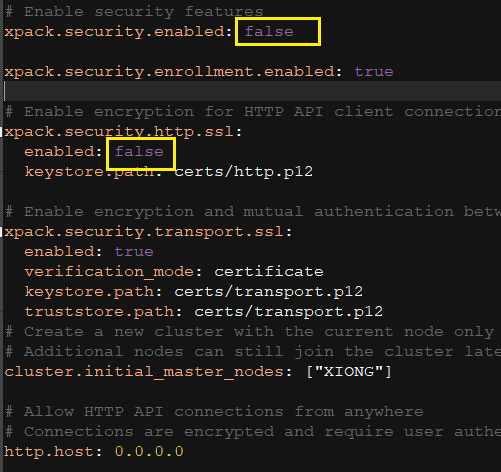 # Enable security features
xpack.security.enabled: false
xpack.security.enrollment.enabled: true
# Enable encryption for HTTP API client connection
xpack.security.http.ssl:
  enabled: false
  keystore.path: certs/http.p12
# Enable encryption and mutual authentication betw
xpack.security.transport.ssl:
  enabled: true
  verification_mode: certificate
  keystore.path: certs/transport.p12
  truststore.path: certs/transport.p12
# Create a new cluster with the current node only
# Additional nodes can still join the cluster late
cluster.initial_master_nodes: ["XIONG"]
# Allow HTTP API connections from anywhere
# Connections are encrypted and require user authe
http.host: 0.0.0.0